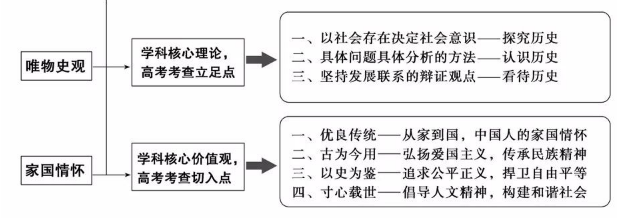 唯物史观
学科核心理论,
高考考查立足点
一、以社会存在决定社会意识——探究历史
二、具体问题具体分析的方法——认识历史
三、坚持发展联系的辩证观点——看待历史
家国情怀
学科核心价值观,
高考考查切入点
一、优良传统——从家到国，中国人的家国情怀
二、古为今用——弘扬爱国主义，传承民族精神
三、以史为鉴——追求公平正义，捍卫自由平等
四、寸心载世——倡导人文精神，构建和谐社会